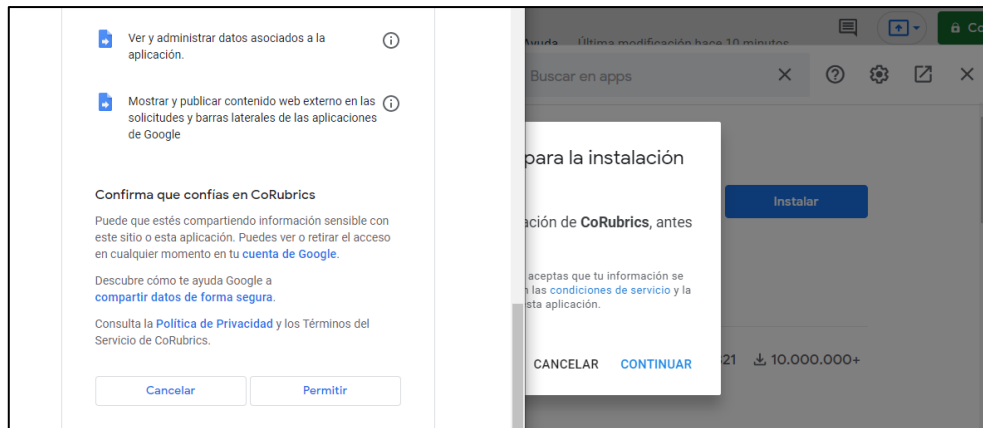 Ver y administrar datos asociados a la
aplicación.
Mostrar y publicar contenido web externo en las
solicitudes y barras laterales de las aplicaciones
de Google
Confirma que confías en CoRubrics
Puede que estés compartiendo información sensible con
este sitio o esta aplicación. Puedes ver o retirar el acceso
en cualquier momento en tu cuenta de Google.
Descubre cómo te ayuda Google a
compartir datos de forma segura.
Consulta la Política de Privacidad y los Términos del
Servicio de CoRubrics.
Cancelar Permitir
Ayuda Última modificación hace 10 minutos
Buscar en apps
para la instalación
Instalar
ación de CoRubrics, antes
aceptas que tu información se
las condiciones de servicio y la
esta aplicación.
21 10.000.000+
CANCELAR CONTINUAR